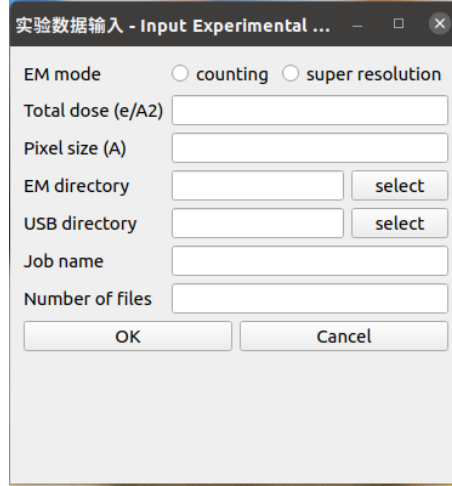 实验数据输入 - Input Experimental ...
EM mode counting super resolution
Total dose (e/A2)
Pixel size (A)
EM directory select
USB directory select
Job name
Number of files
OK Cancel